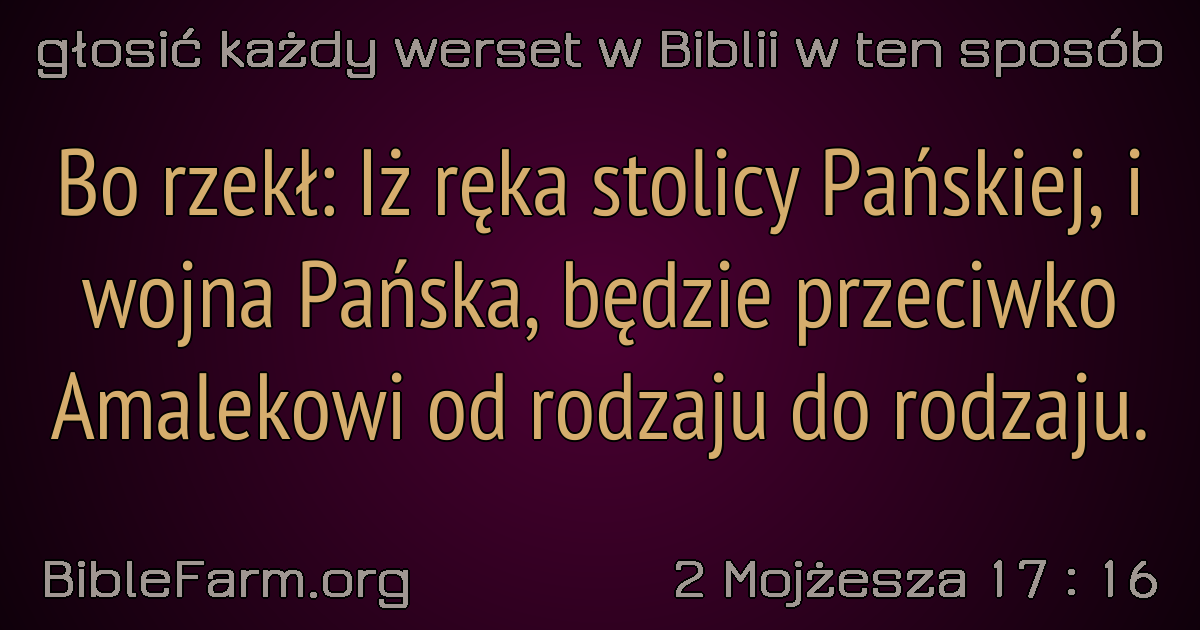 głosić każdy werset w Biblii w ten sposób
Bo rzekł: Iż ręka stolicy Pańskiej, i
wojna Pańska, będzie przeciwko
Amalekowi od rodzaju do rodzaju.
BibleFarm.org
2 Mojżesza 17 : 16